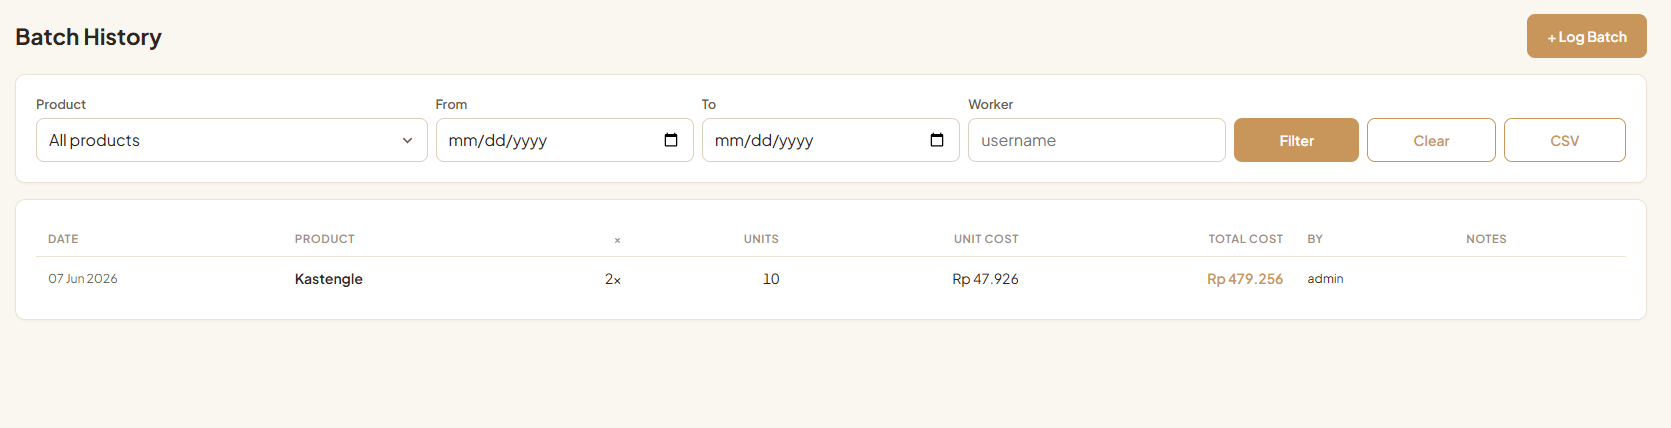 Batch History
+ Log Batch
Product From To Worker
All products mm/dd/yyyy mm/dd/yyyy username Filter Clear CSV
DATE PRODUCT × UNITS UNIT COST TOTAL COST BY NOTES
07 Jun 2026 Kastengle 2× 10 Rp 47.926 Rp 479.256 admin